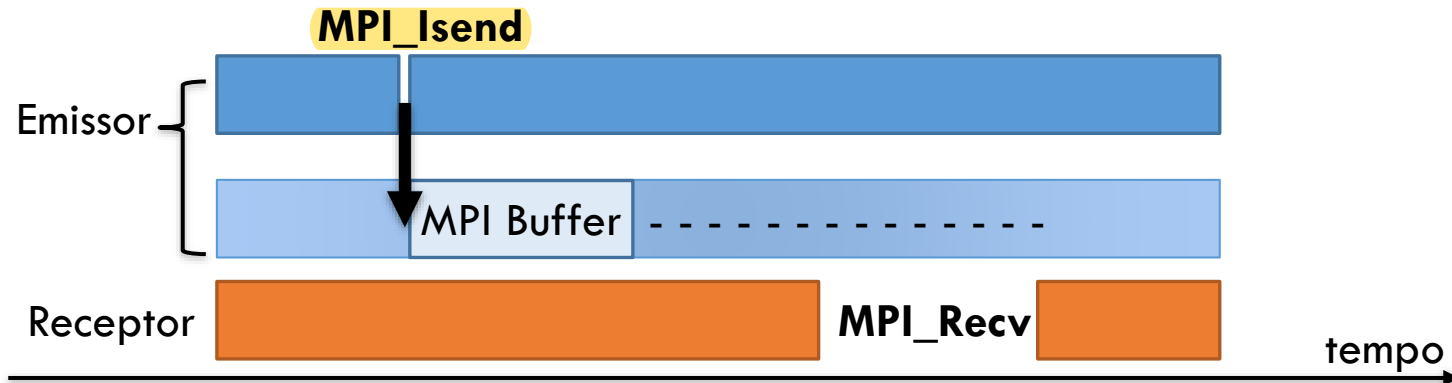 MPI_Isend
Emissor
MPI Buffer
Receptor
MPI_Recv
tempo